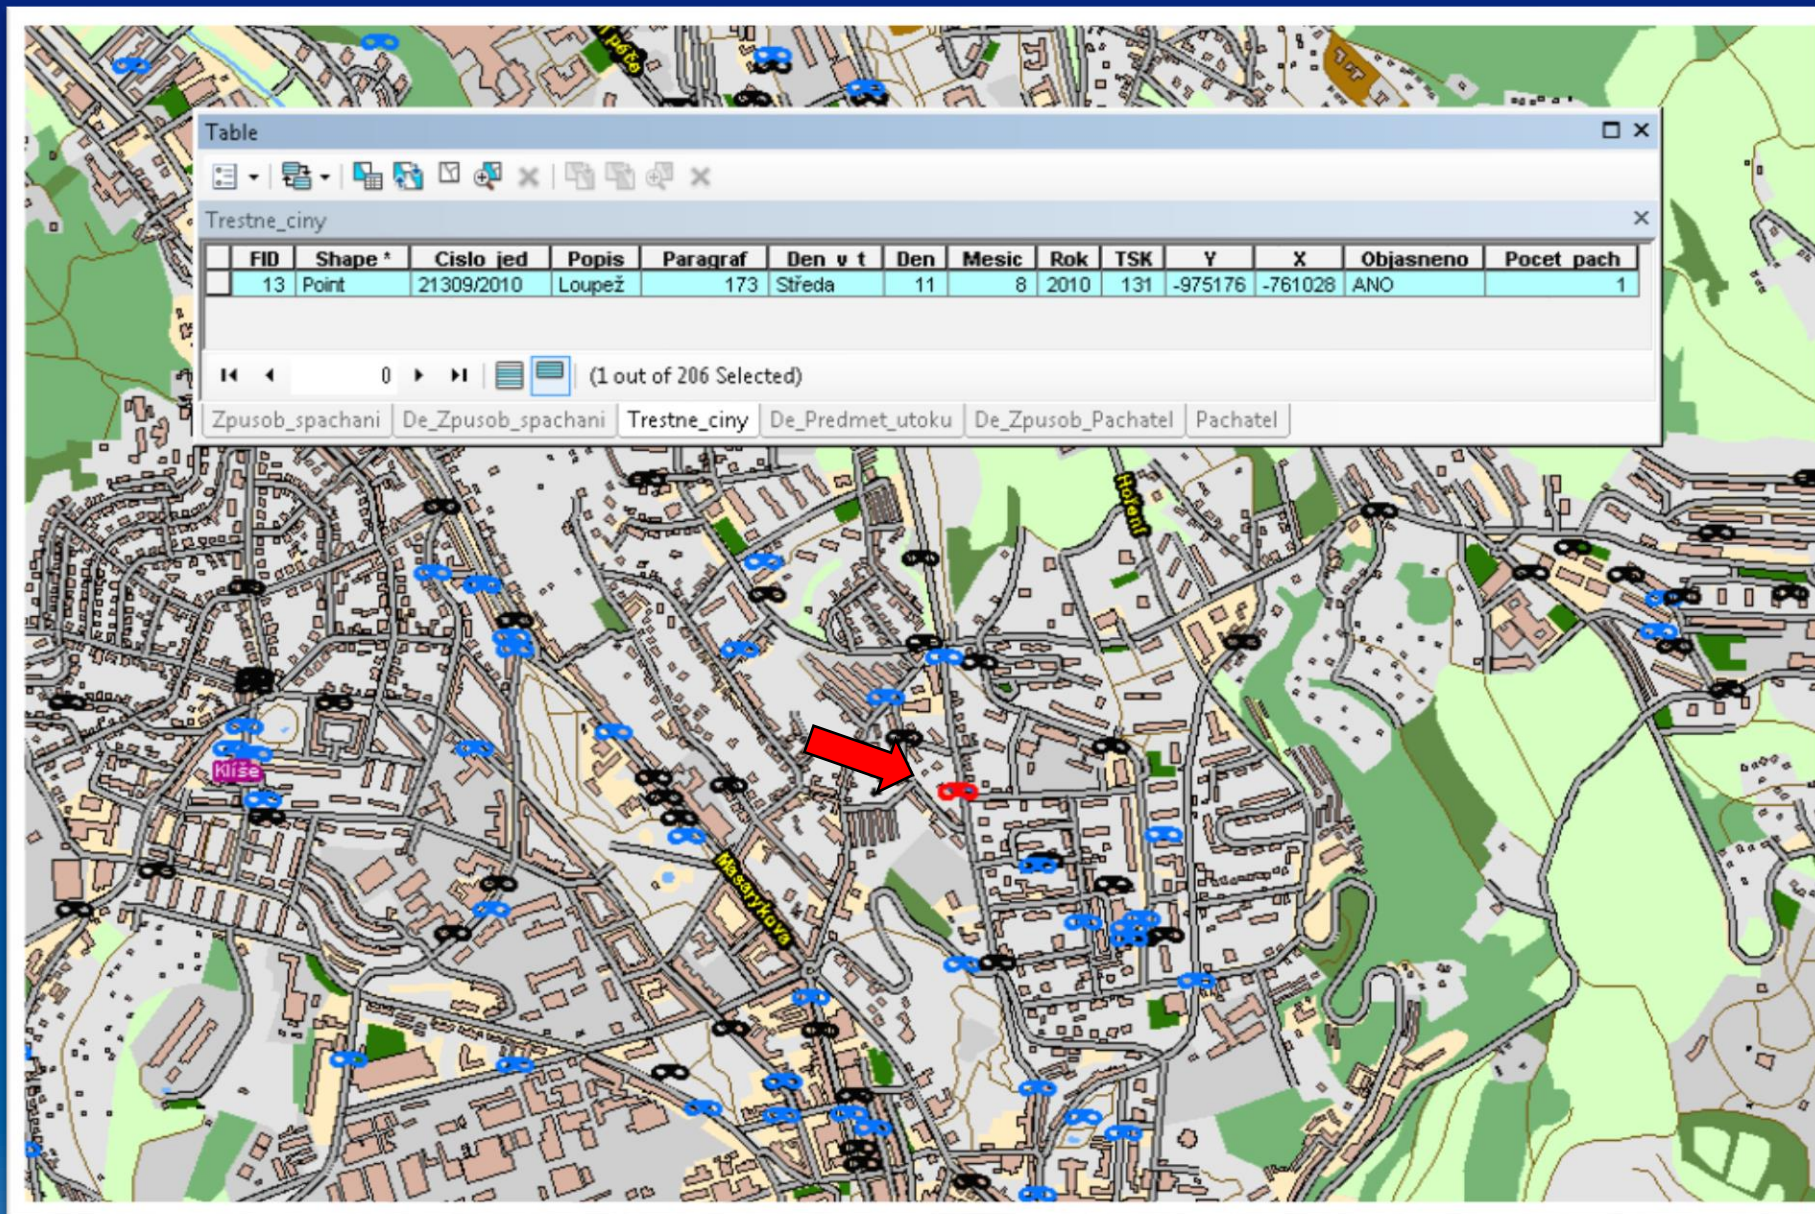 Table
Trestne_ciny
FID Shape * Cislo jed Popis Paragraf Den v t Den Mesic Rok TSK Y X Objasneno Pocet pach
13 Point 21309/2010 Loupež 173 Středa 11 8 2010 131 -975176 -761028 ANO 1
0 (1 out of 206 Selected)
Zpusob_spachani De_Zpusob_spachani Trestne_ciny De_Predmet_utoku De_Zpusob_Pachatel Pachatel
Hoření
Klíše
Masarykova